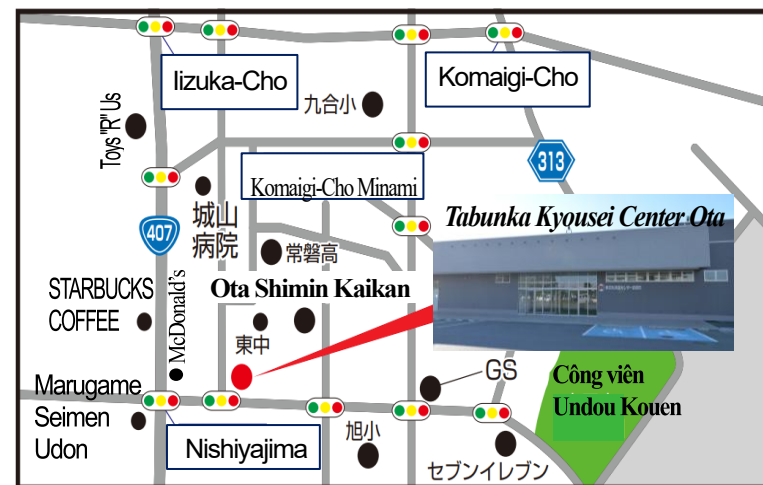 Iizuka-Cho
Komaigi-Cho
Toys"R"Us
九合小
313
Komaigi-Cho Minami
407
城山
病院
常磐高
Tabunka Kyousei Center Ota
STARBUCKS
COFFEE
McDonald's
Ota Shimin Kaikan
東中
GS
Marugame
Seimen
Udon
Công viên
Undou Kouen
Nishiyajima
旭小
セブンイレブン